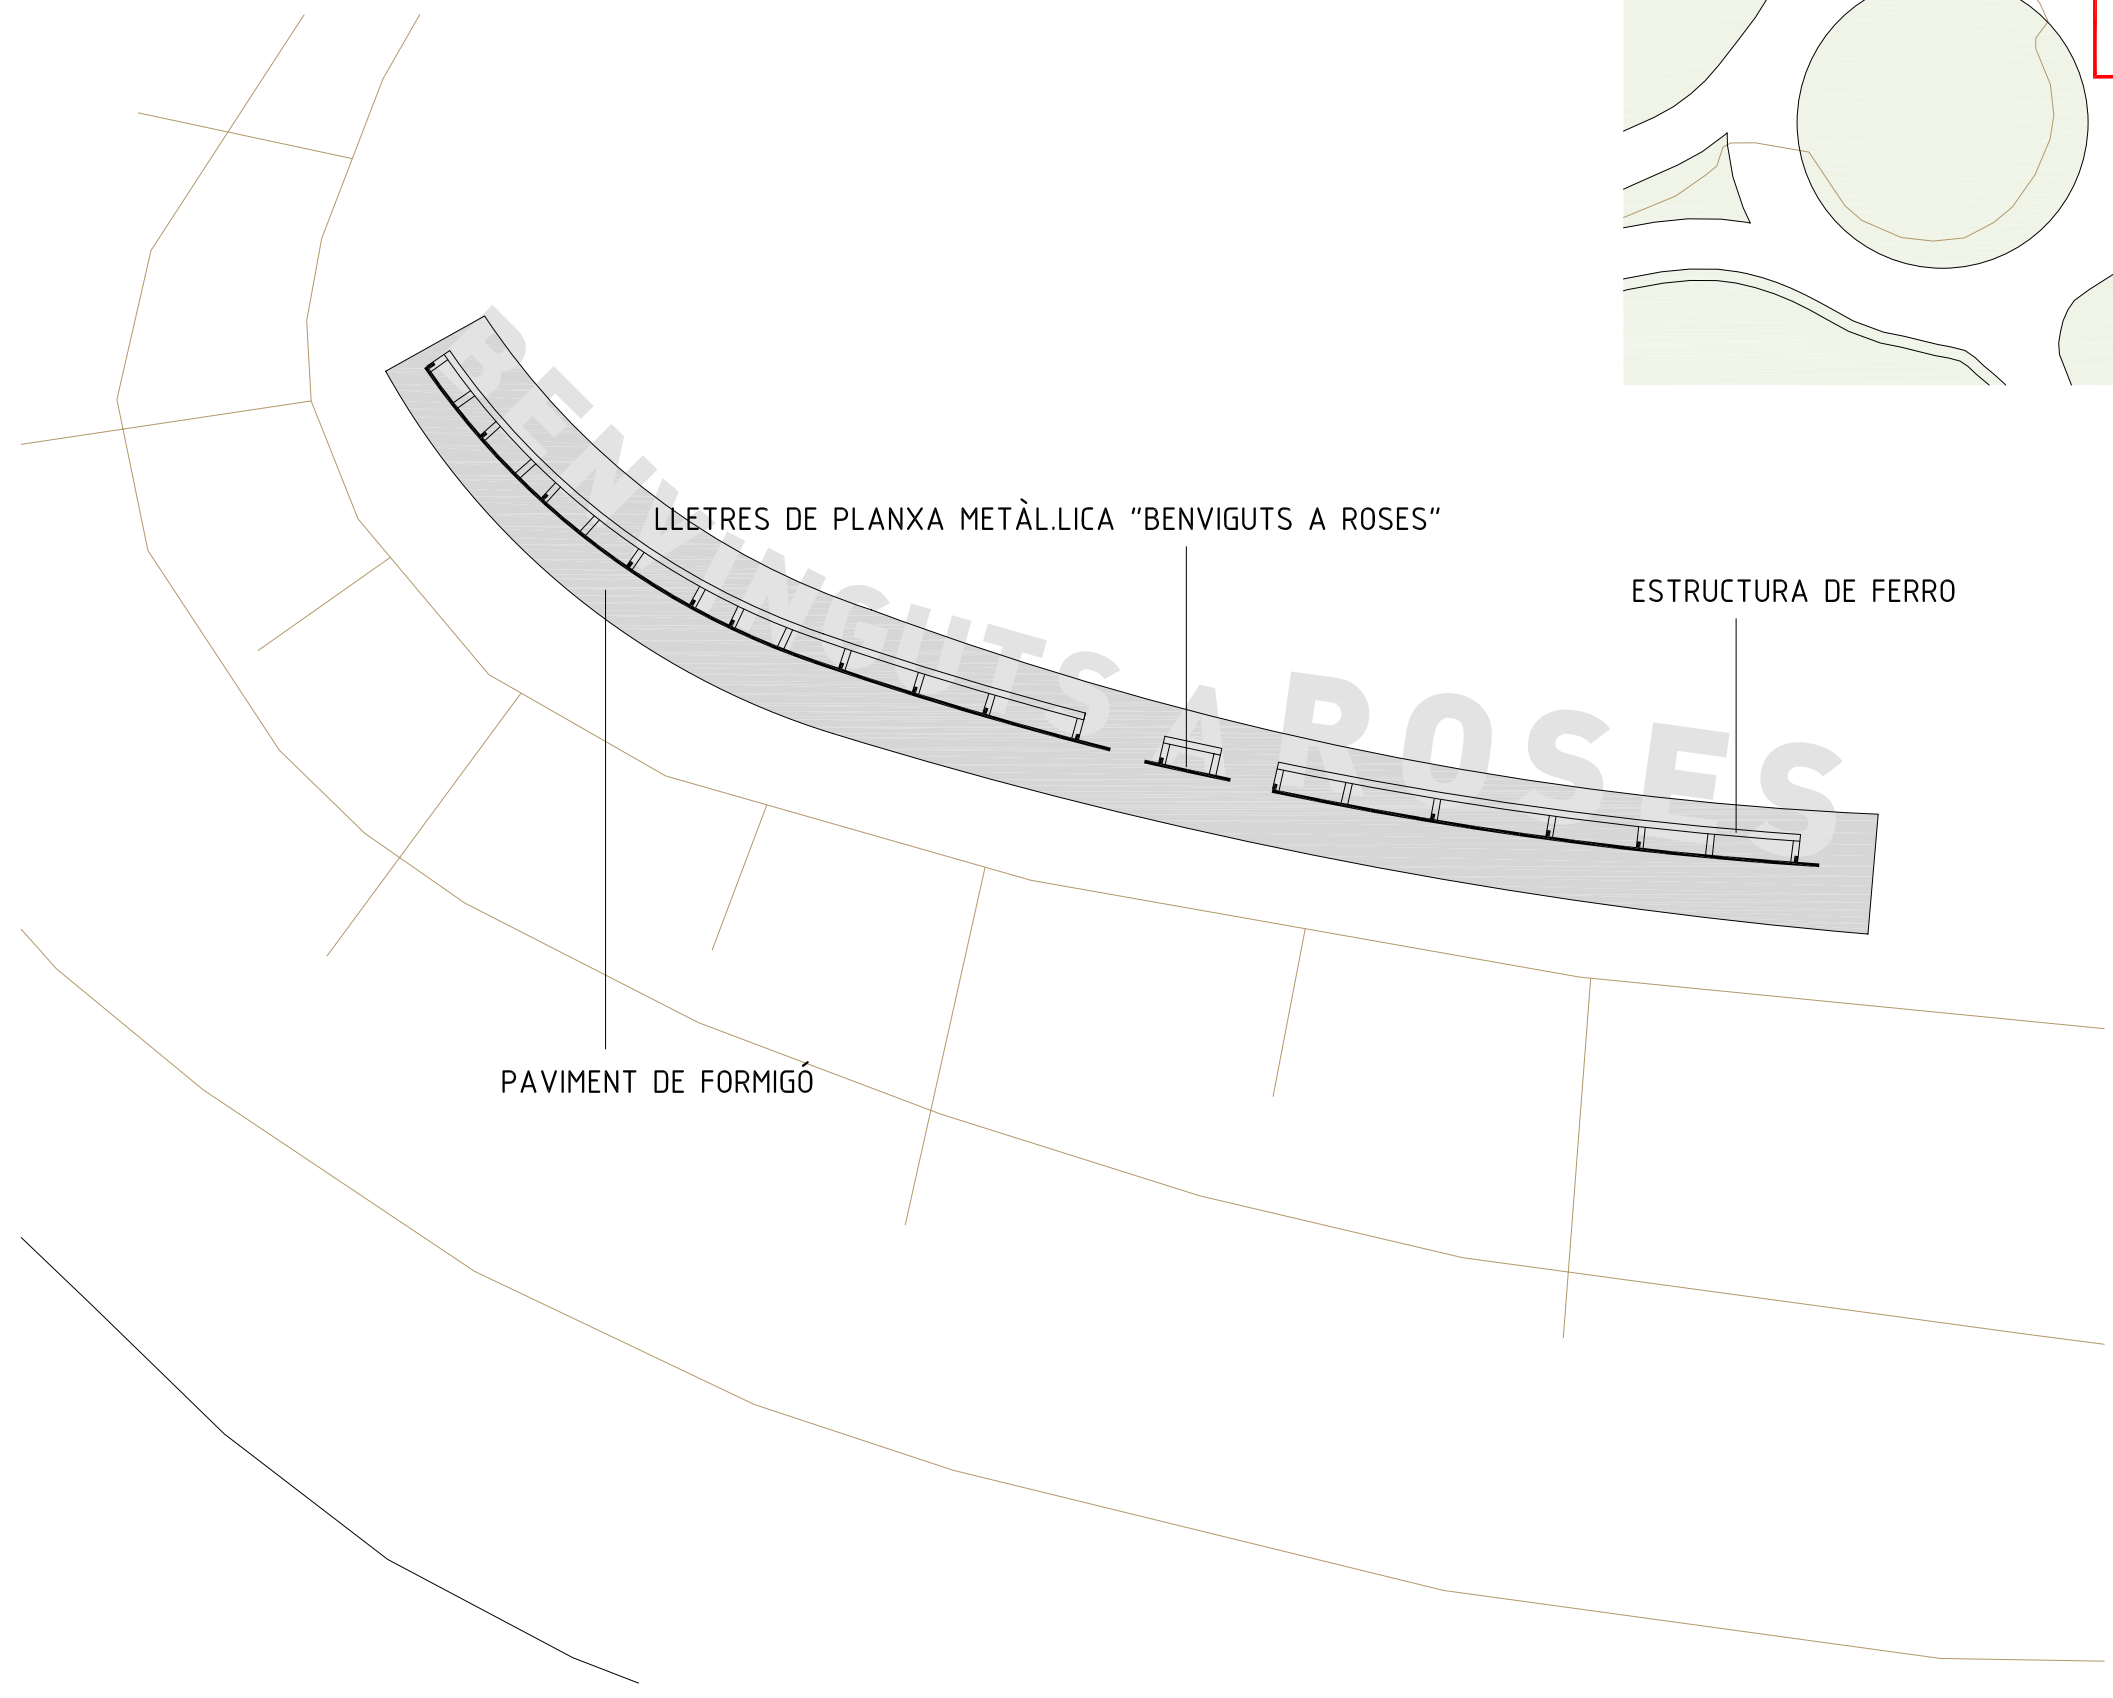 LLETRES DE PLANXA METÀL.LICA "BENVIGUTS A ROSES"
ESTRUCTURA DE FERRO
BENVINGUTS A ROSES
PAVIMENT DE FORMIGÓ